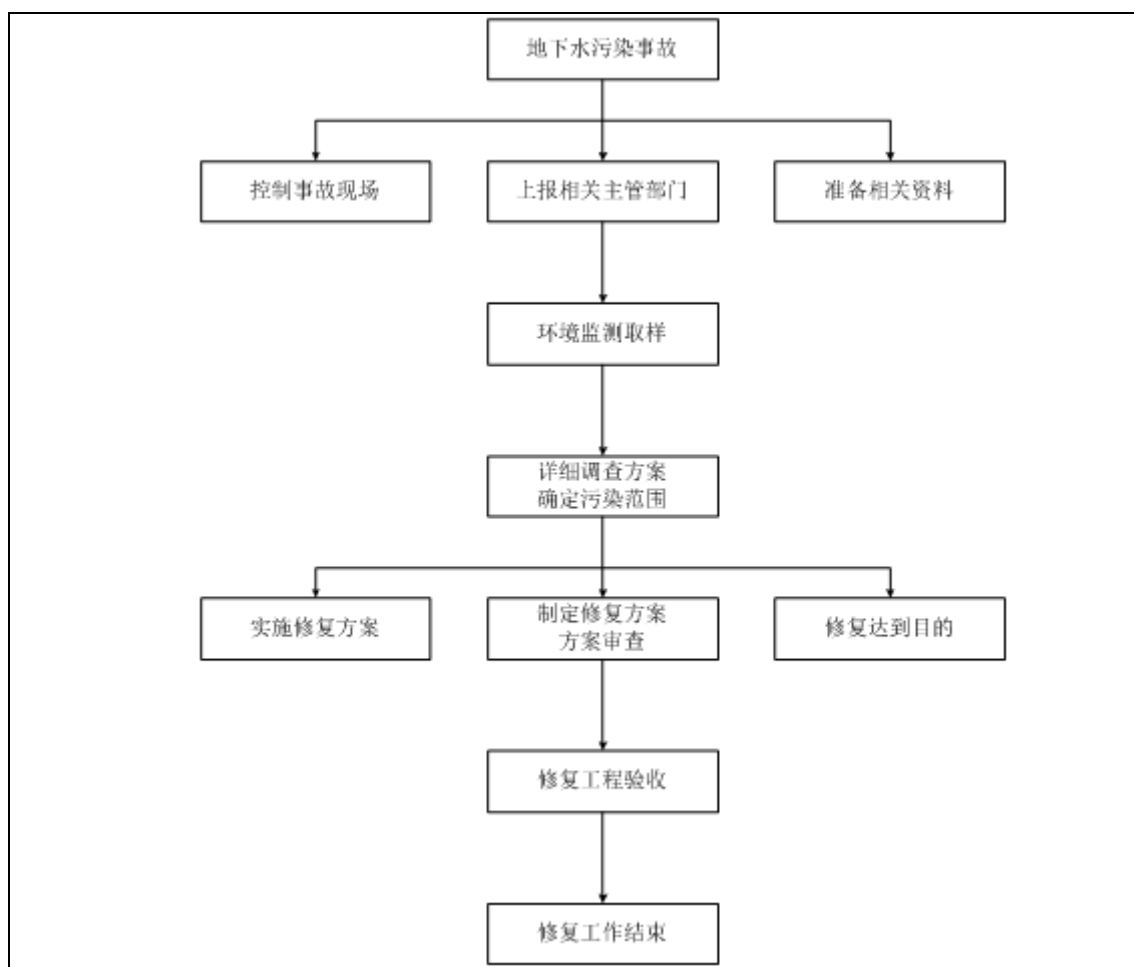 地下水污染事故
控制事故现场
上报相关主管部门
准备相关资料
环境监测取样
详细调查方案
确定污染范围
实施修复方案
制定修复方案
方案审查
修复达到目的
修复工程验收
修复工作结束